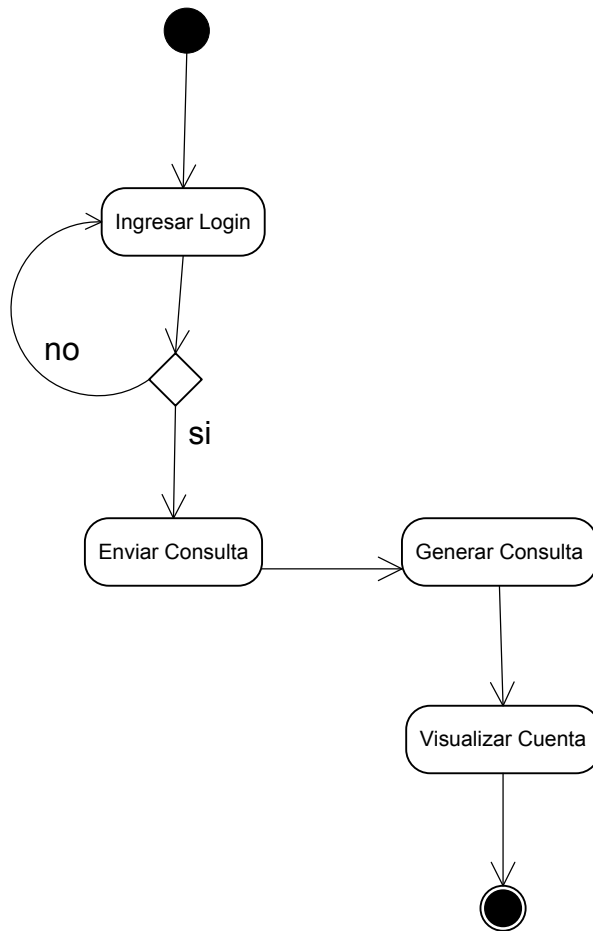 Ingresar Login
no
si
Enviar Consulta
Generar Consulta
Visualizar Cuenta